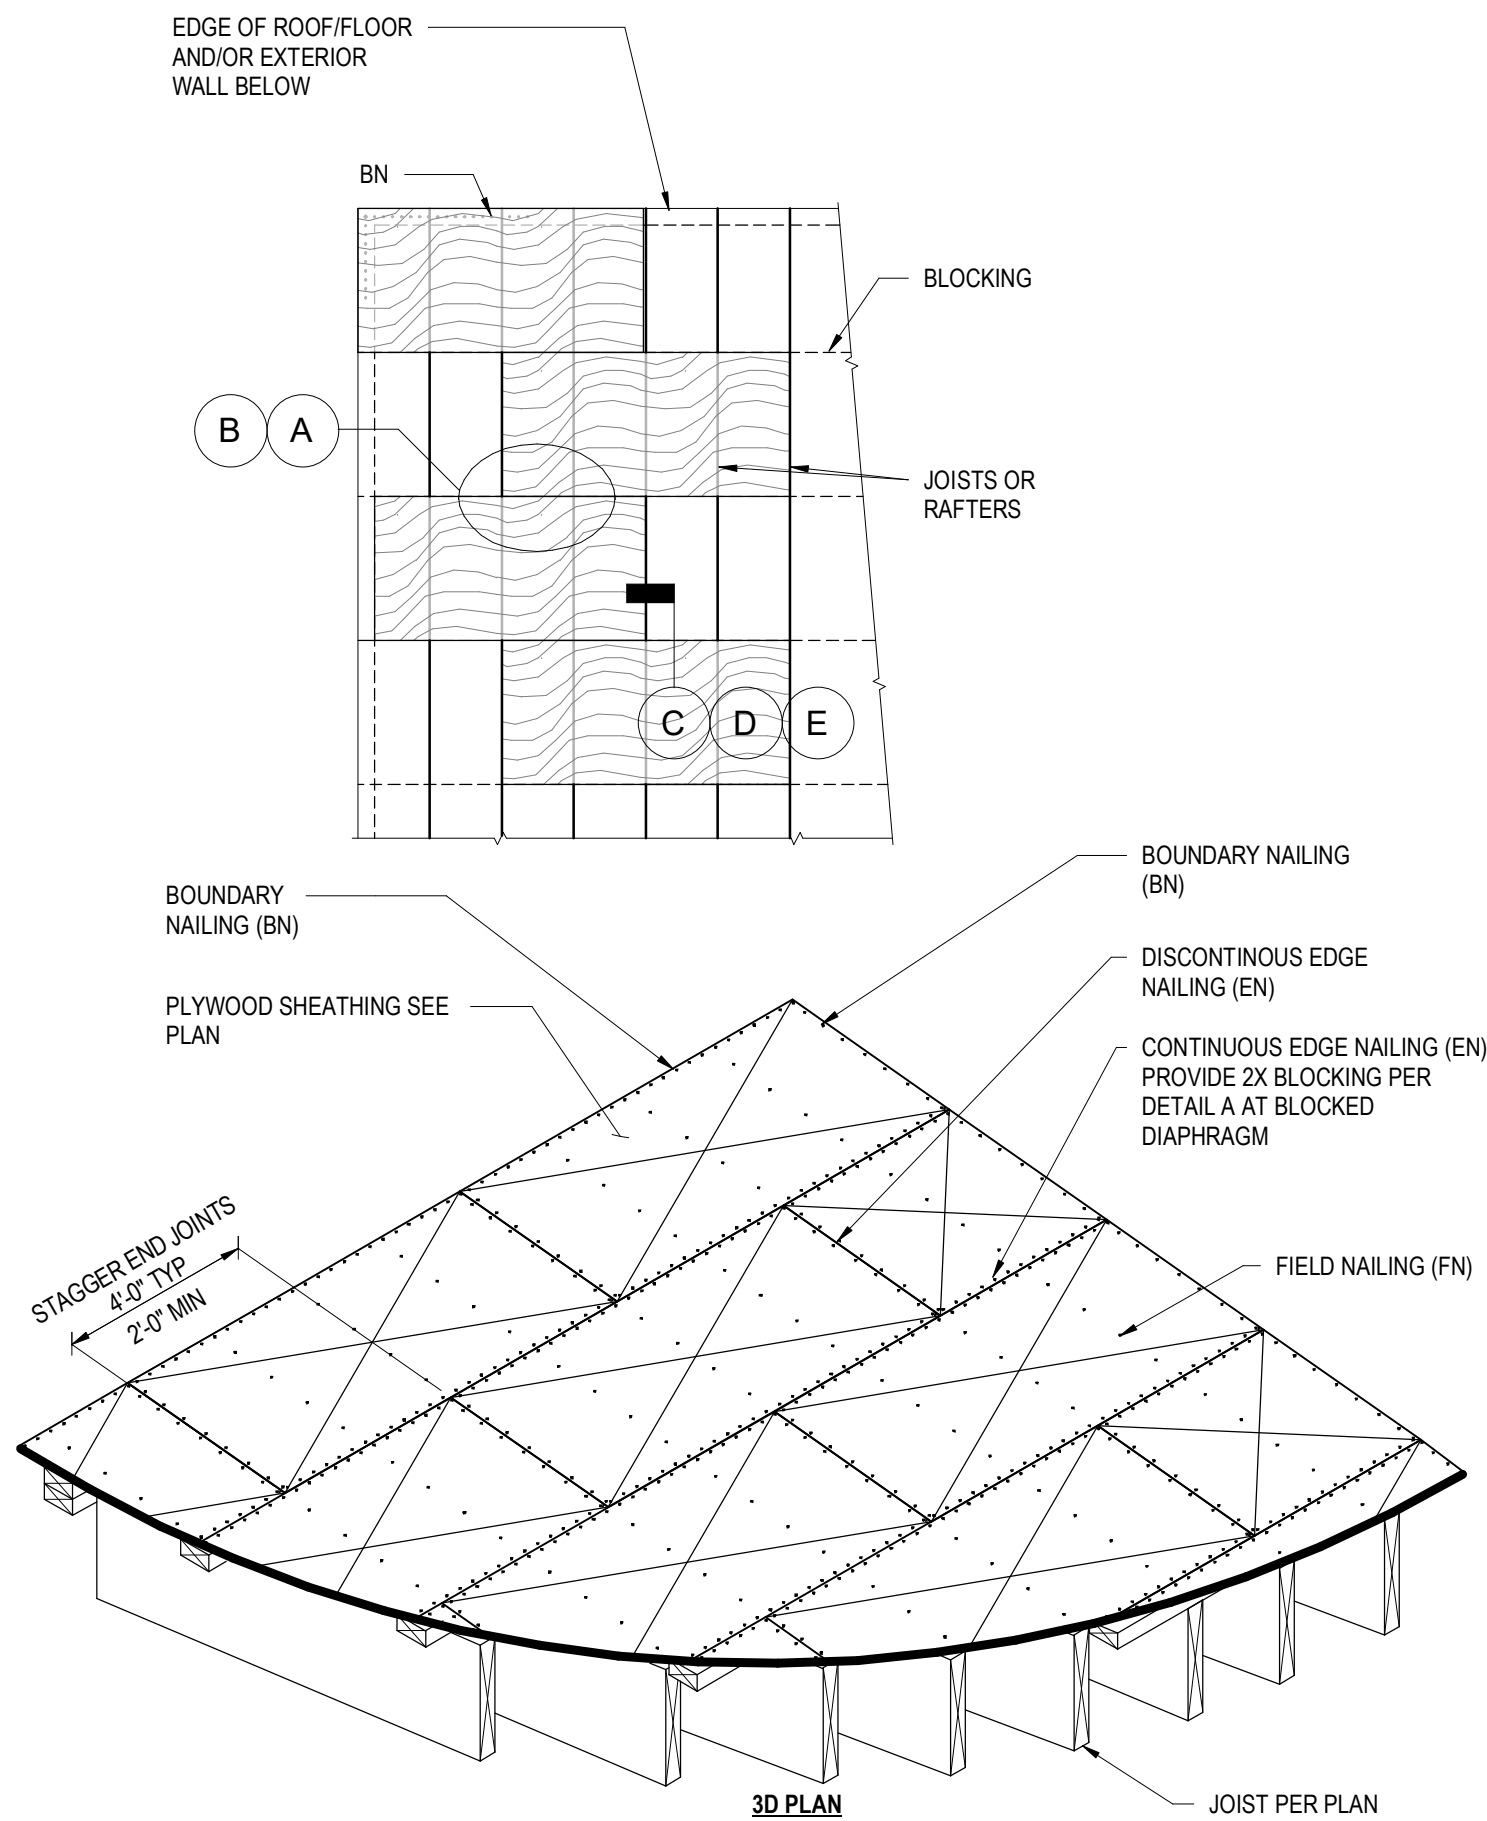 EDGE OF ROOF/FLOOR
AND/OR EXTERIOR
WALL BELOW
BN
BLOCKING
B
A
JOISTS OR
RAFTERS
C
D
E
BOUNDARY NAILING
(BN)
BOUNDARY
NAILING (BN)
DISCONTINOUS EDGE
NAILING (EN)
PLYWOOD SHEATHING SEE
PLAN
CONTINUOUS EDGE NAILING (EN)
PROVIDE 2X BLOCKING PER
DETAIL A AT BLOCKED
DIAPHRAGM
STAGGER END JOINTS
4'-0" TYP
2'-0" MIN
FIELD NAILING (FN)
3D PLAN
JOIST PER PLAN